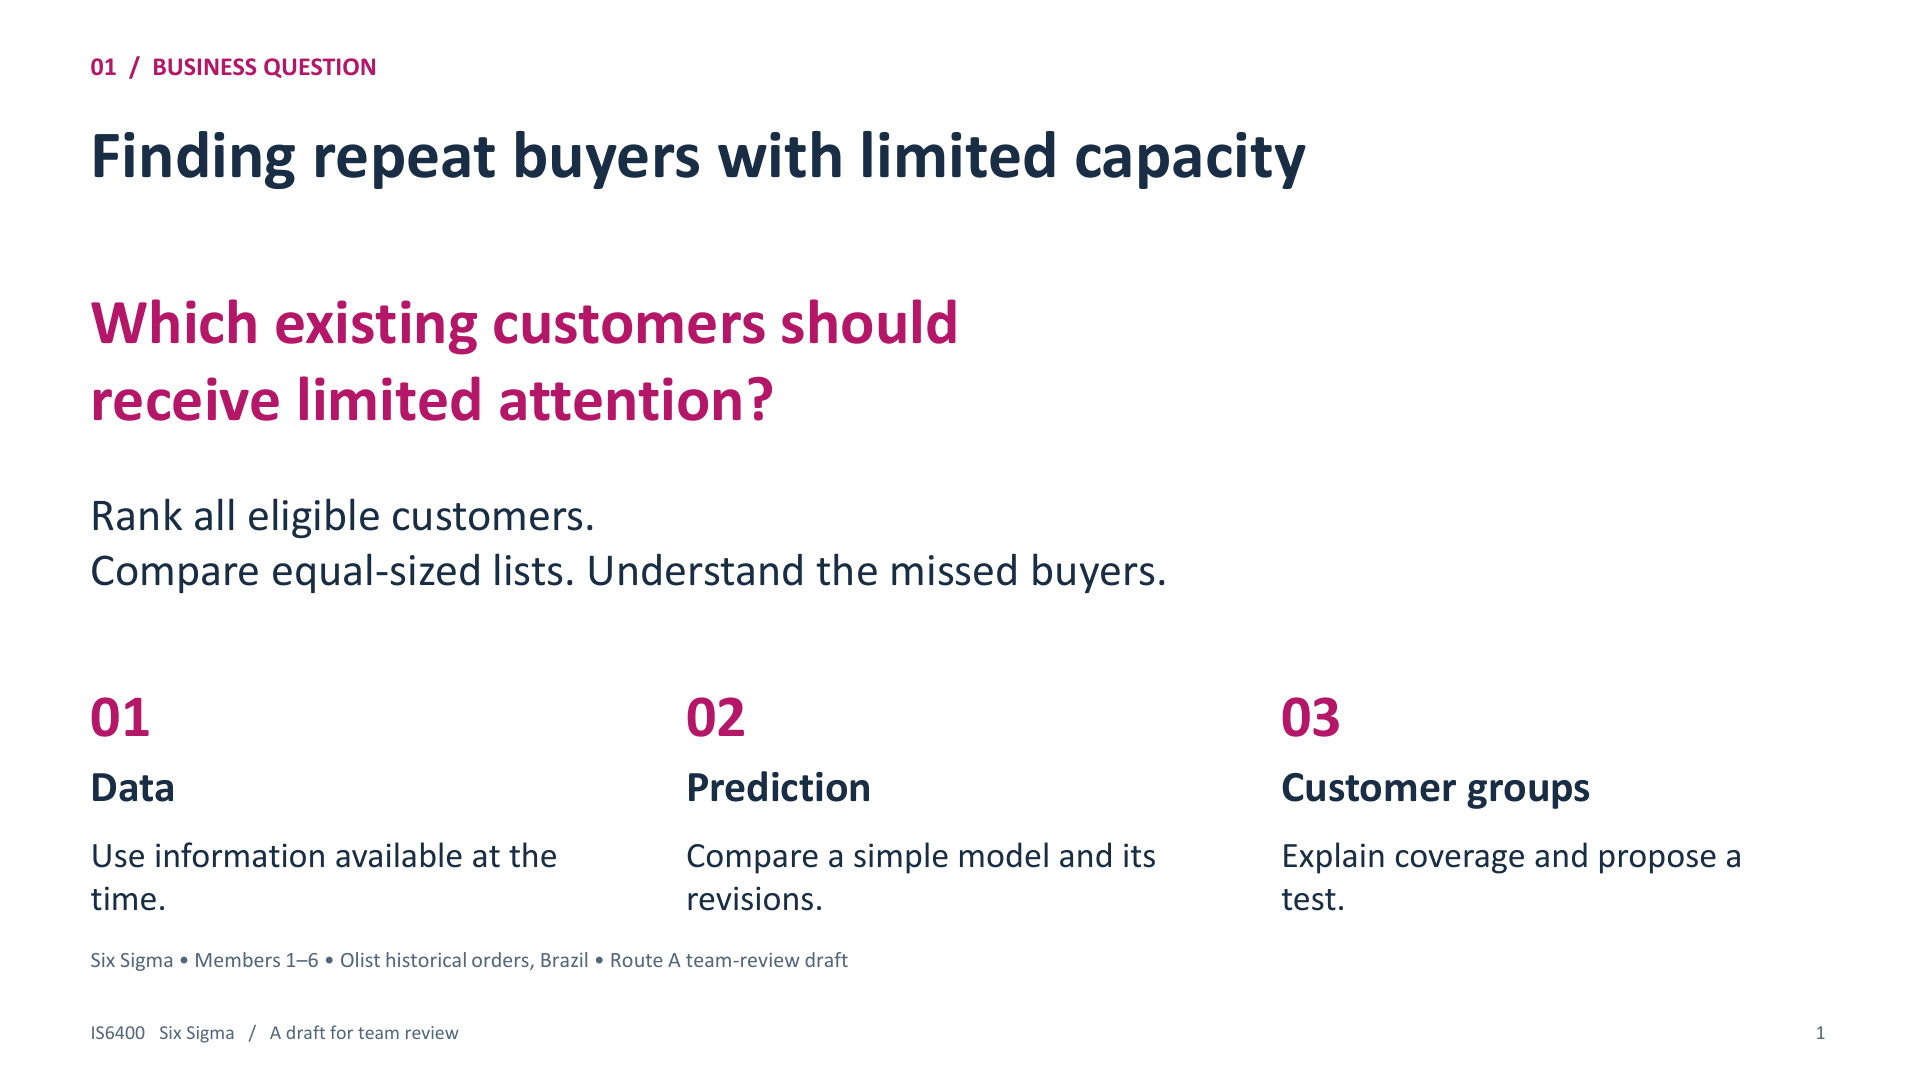 01 / BUSINESS QUESTION
Finding repeat buyers with limited capacity
Which existing customers should
receive limited attention?
Rank all eligible customers.
Compare equal-sized lists. Understand the missed buyers.
01
Data
Use information available at the
time.
02
Prediction
Compare a simple model and its
revisions.
03
Customer groups
Explain coverage and propose a
test.
Six Sigma • Members 1–6 • Olist historical orders, Brazil • Route A team-review draft
IS6400 Six Sigma / A draft for team review
1